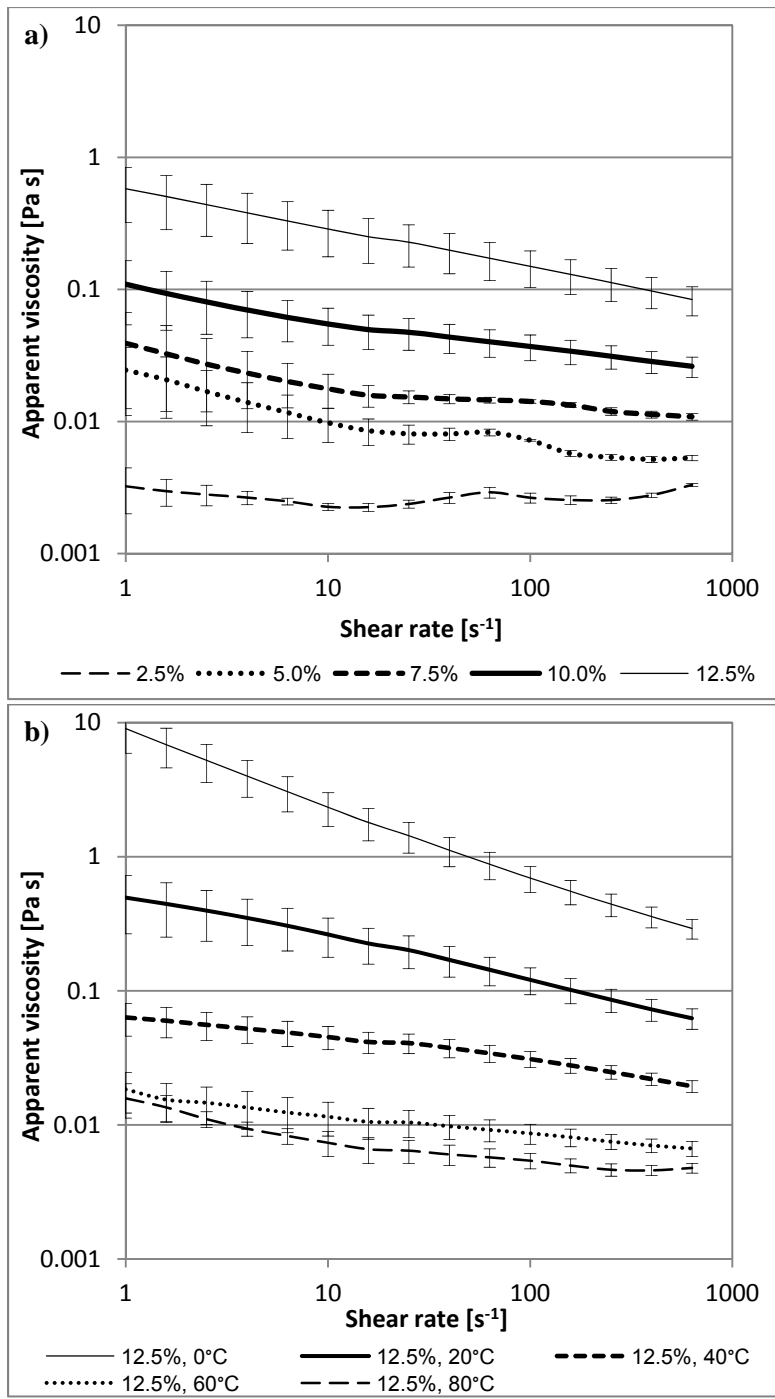 a)
10
1
0.1
0.01
0.001
Apparent viscosity [Pa s]
1 10 100 1000
Shear rate [s⁻¹]
2.5% 5.0% 7.5% 10.0% 12.5%
b)
10
1
0.1
0.01
0.001
Apparent viscosity [Pa s]
1 10 100 1000
Shear rate [s⁻¹]
12.5%, 0°C 12.5%, 20°C 12.5%, 40°C
12.5%, 60°C 12.5%, 80°C